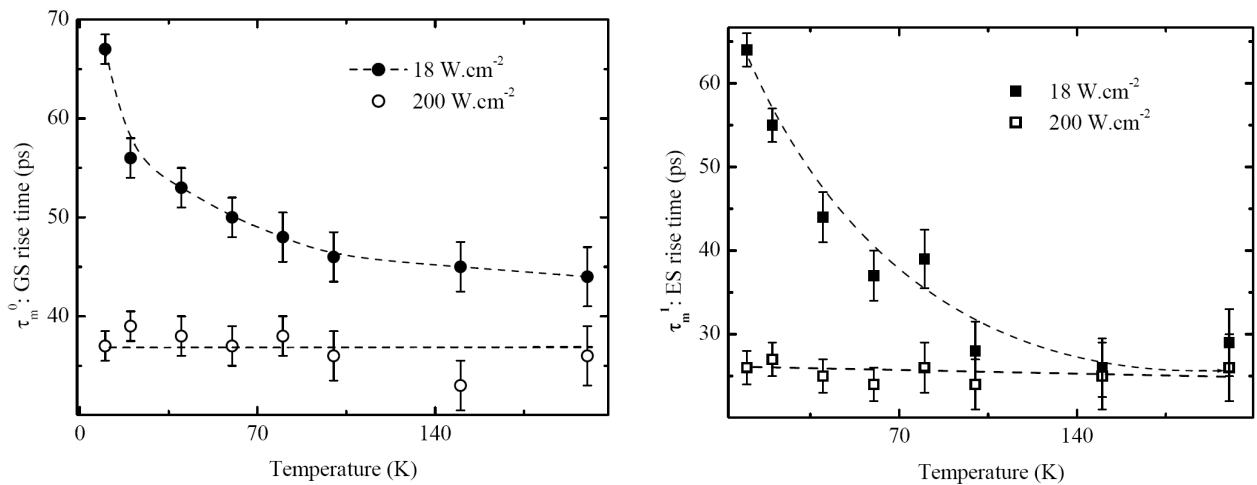 70
60
50
40
τm0: GS rise time (ps)
18 W.cm-2
200 W.cm-2
0
70
140
Temperature (K)
60
50
40
30
τm1: ES rise time (ps)
18 W.cm-2
200 W.cm-2
70
140
Temperature (K)